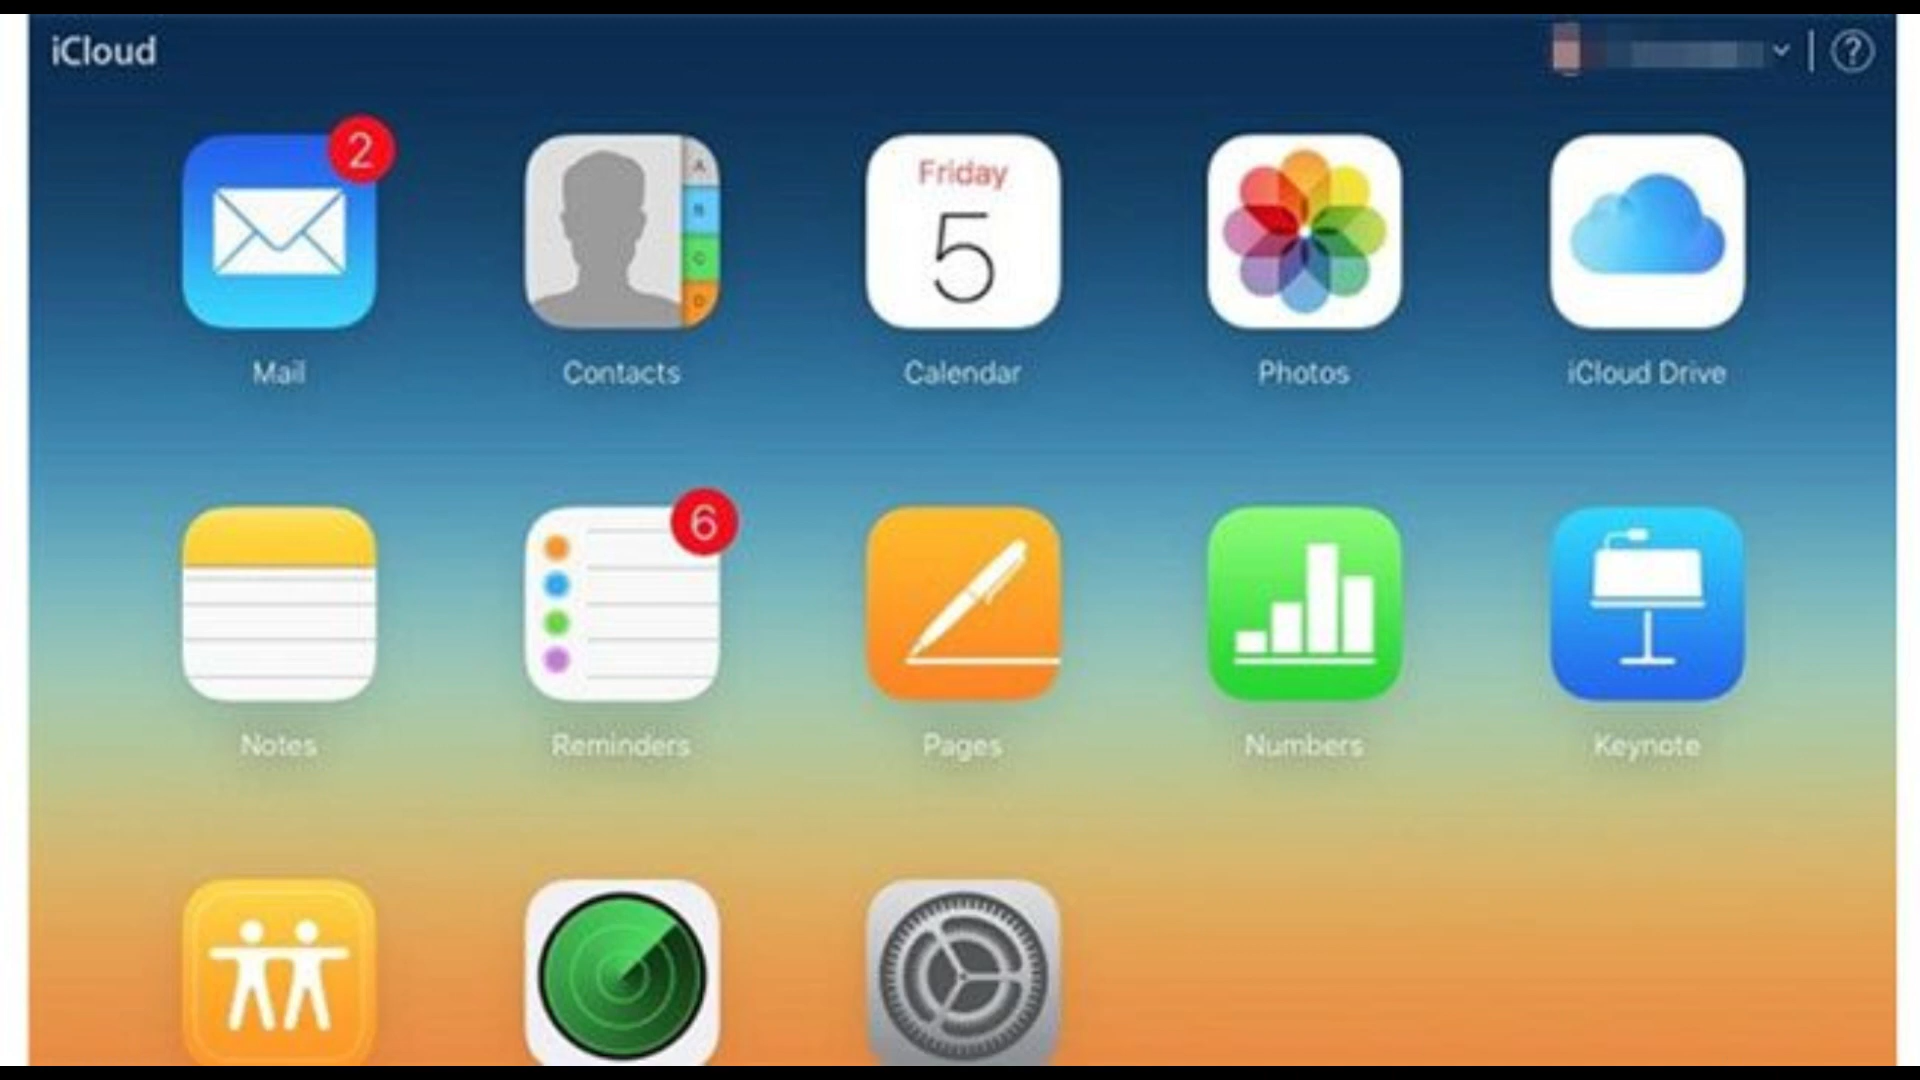 iCloud
?
2
A
B
C
D
Friday
5
Mail
Contacts
Calendar
Photos
iCloud Drive
6
Notes
Reminders
Pages
Numbers
Keynote